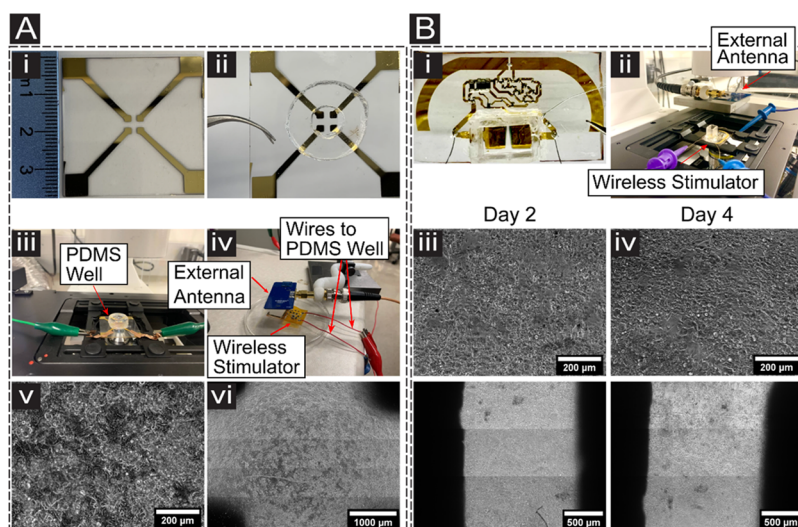 A
B
i
ii
cm 1
2
3
i
ii
External
Antenna
Wireless Stimulator
Day 2
Day 4
iii
PDMS
Well
iv
Wires to
PDMS Well
External
Antenna
Wireless
Stimulator
iii
200 µm
iv
200 µm
v
200 µm
vi
1000 µm
500 µm
500 µm